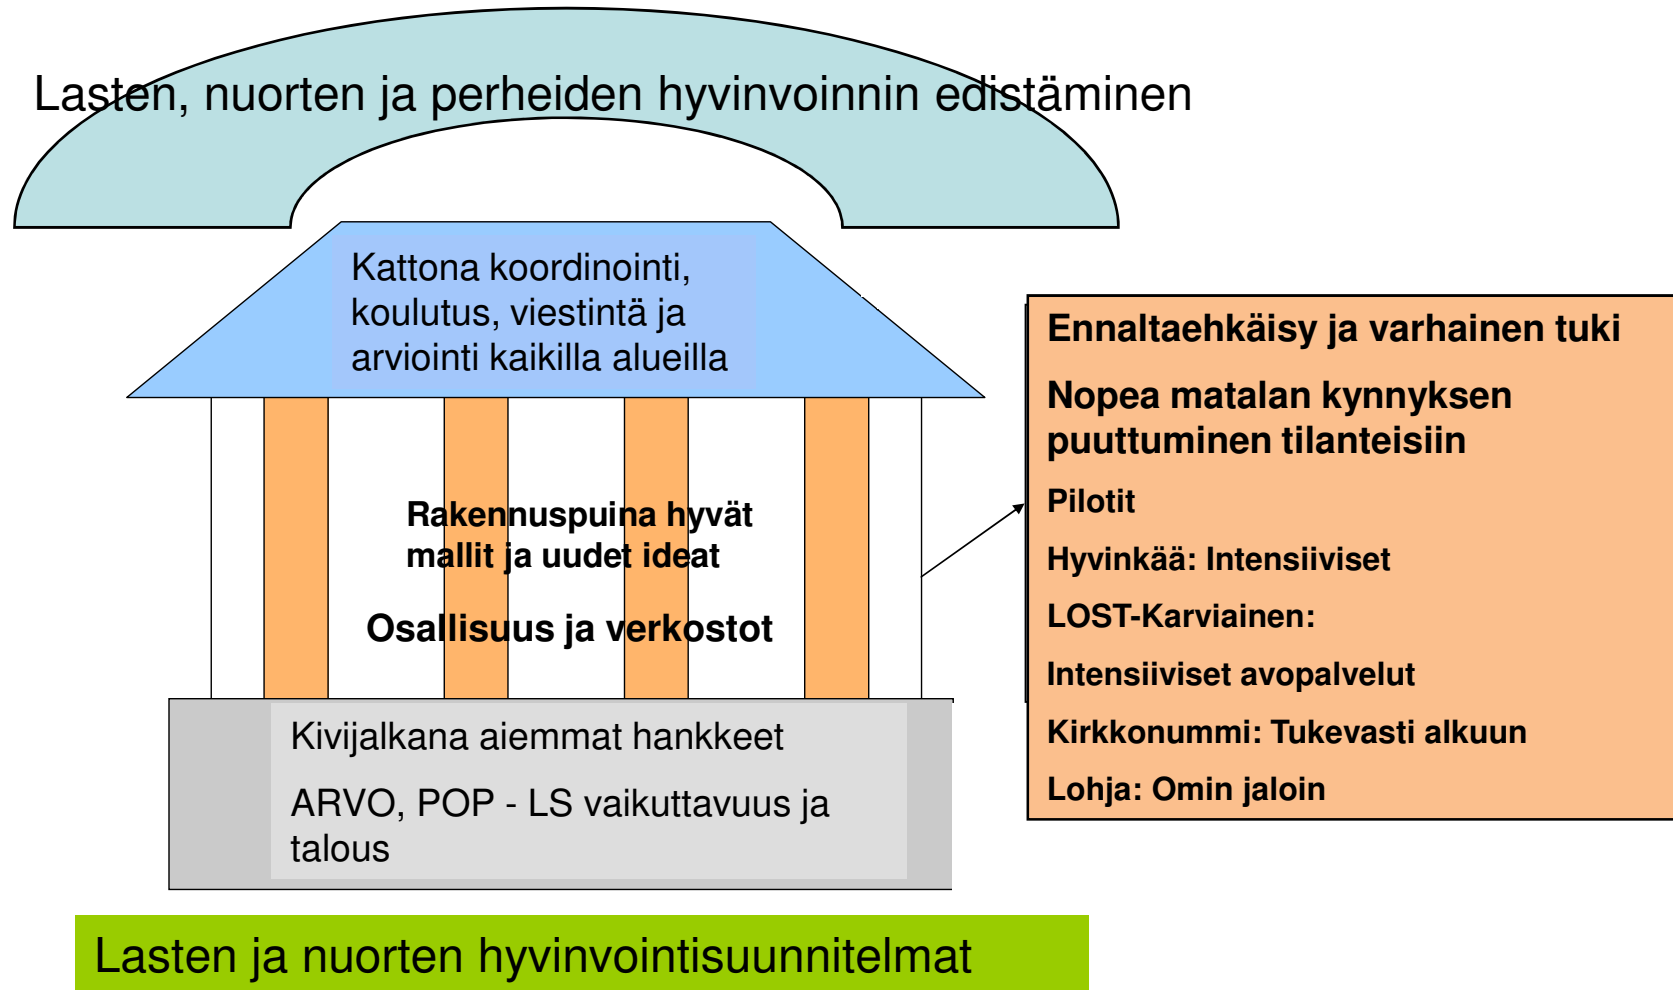 Lasten, nuorten ja perheiden hyvinvoinnin edistäminen
Kattona koordinointi,
koulutus, viestintä ja
arviointi kaikilla alueilla
Rakennuspuina hyvät
mallit ja uudet ideat
Osallisuus ja verkostot
Kivijalkana aiemmat hankkeet
ARVO, POP - LS vaikuttavuus ja
talous
Lasten ja nuorten hyvinvointisuunnitelmat
Ennaltaehkäisy ja varhainen tuki
Nopea matalan kynnyksen
puuttuminen tilanteisiin
Pilotit
Hyvinkää: Intensiiviset
LOST-Karviainen:
Intensiiviset avopalvelut
Kirkkonummi: Tukevasti alkuun
Lohja: Omin jaloin